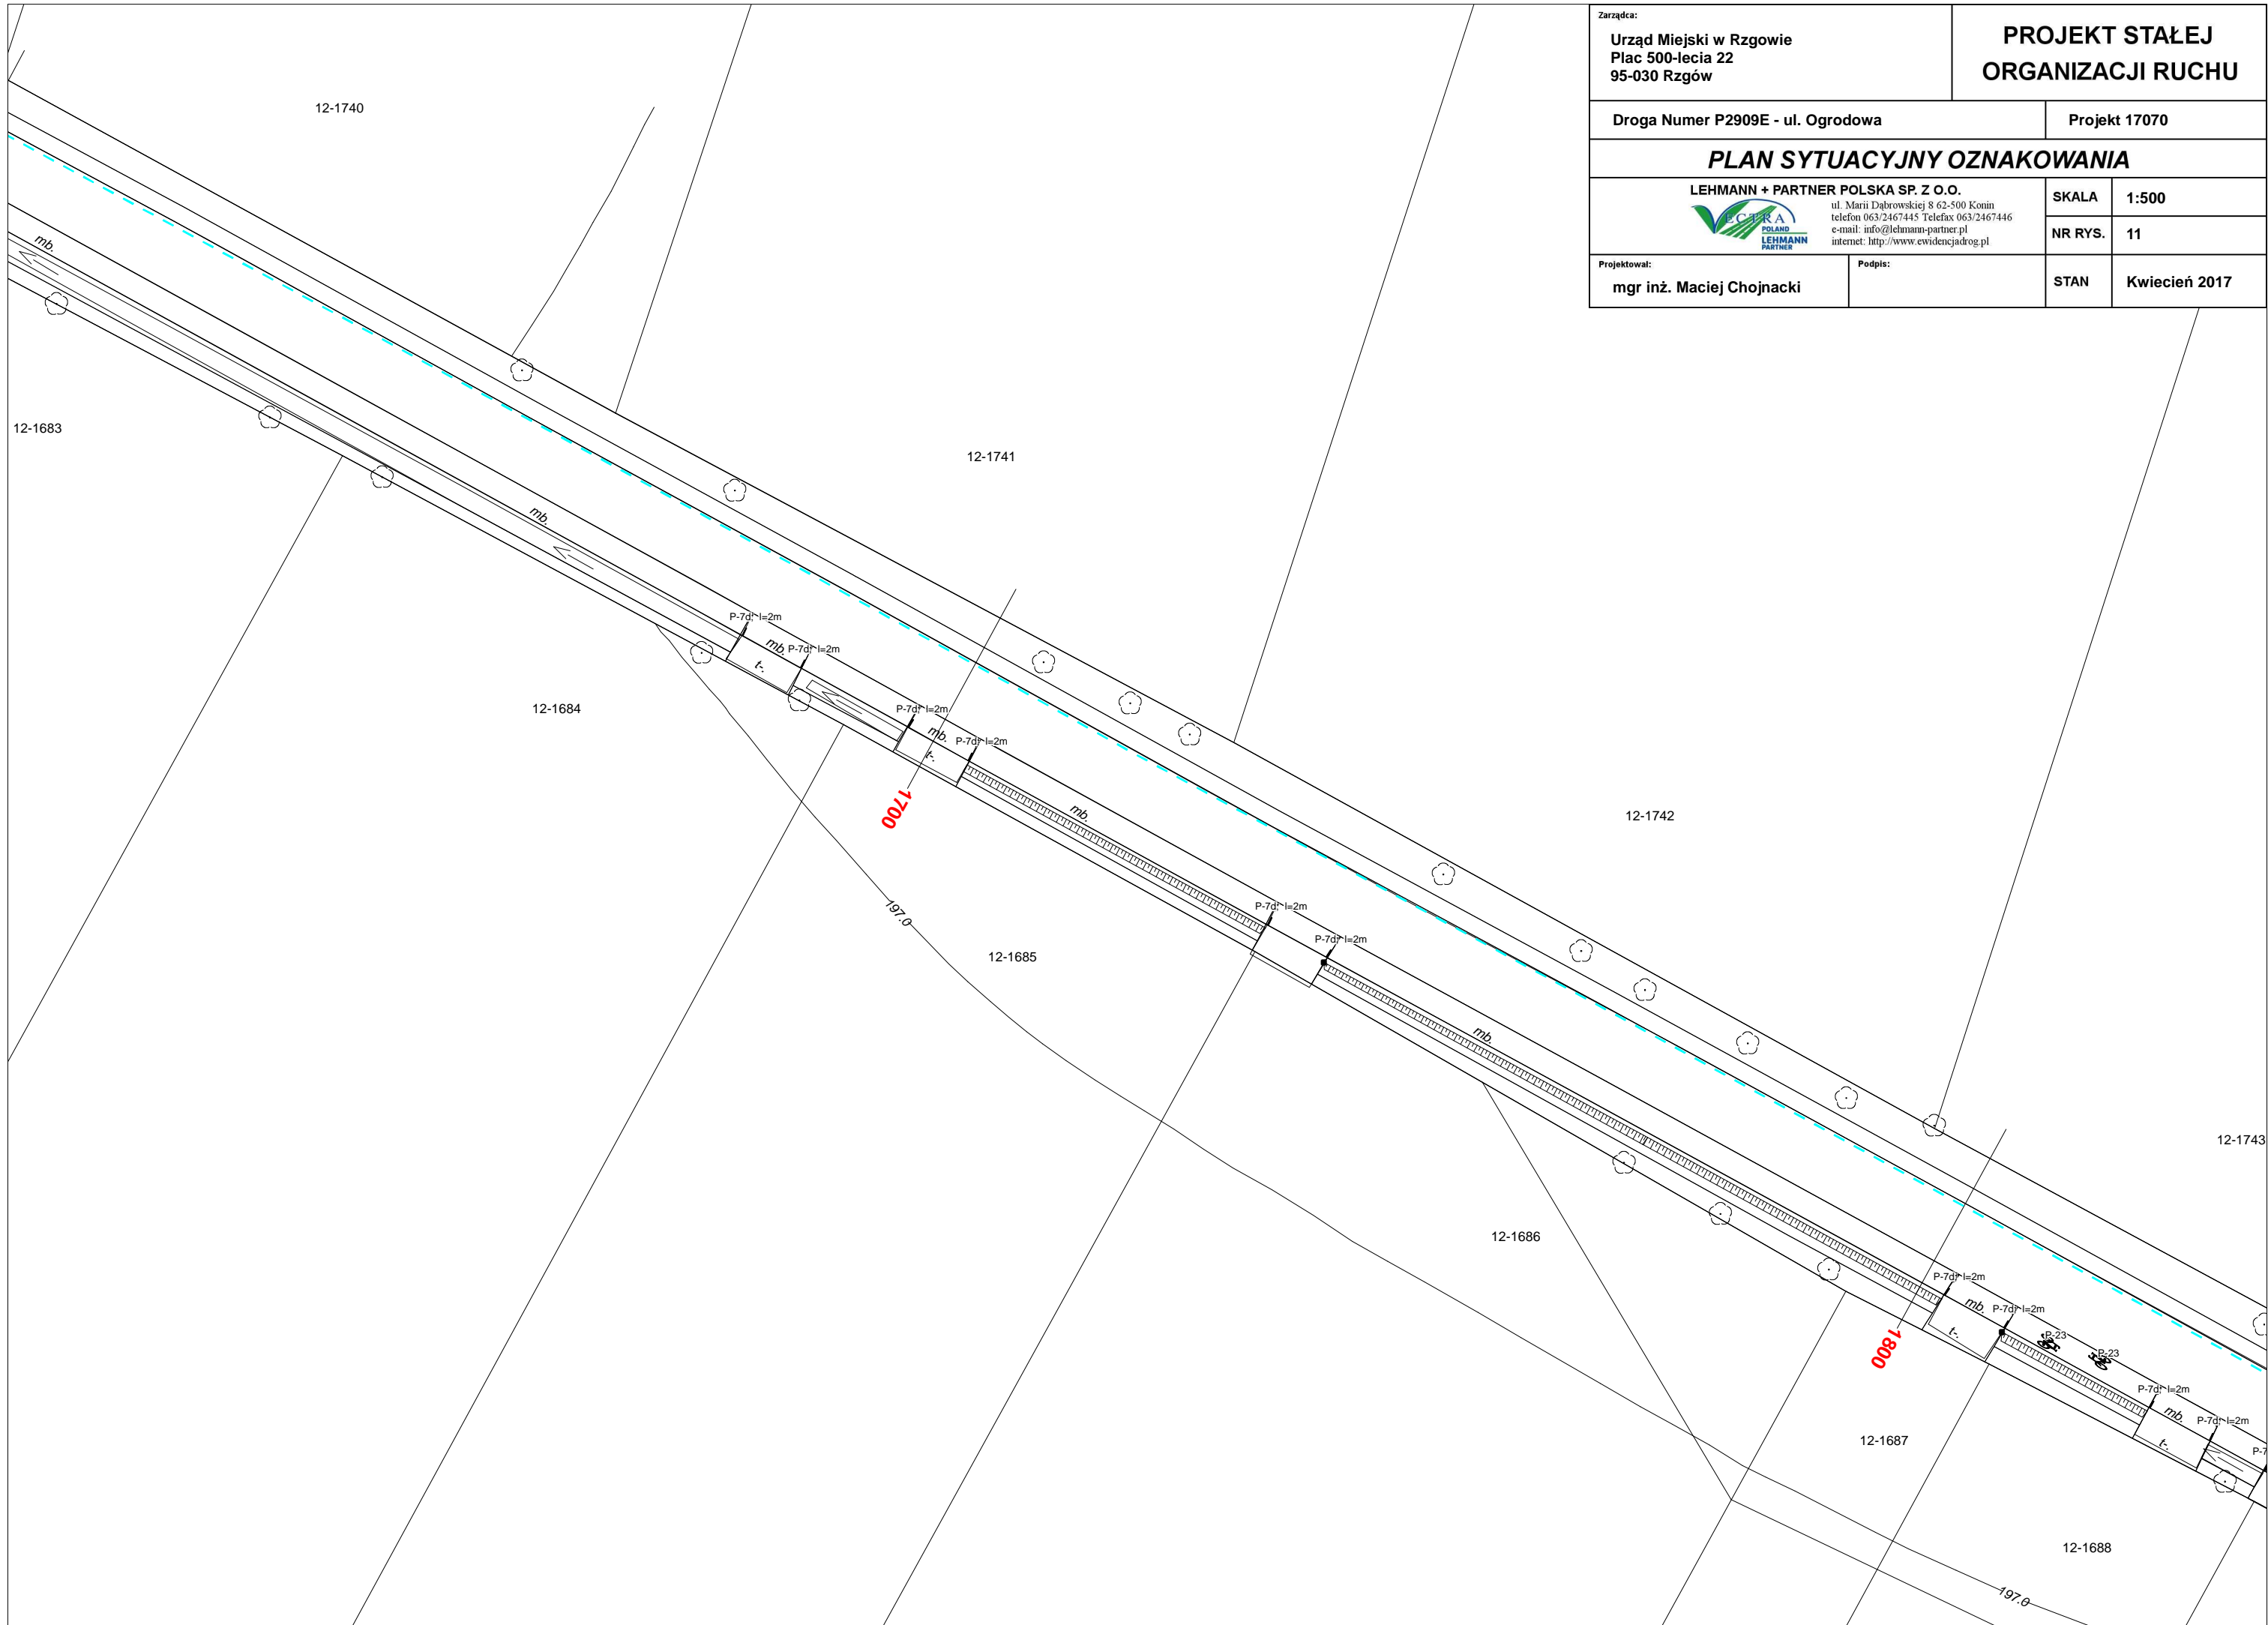 Zarządca:
Urząd Miejski w Rzgowie
Plac 500-lecia 22
95-030 Rzgów
PROJEKT STAŁEJ
ORGANIZACJI RUCHU
Droga Numer P2909E - ul. Ogrodowa
Projekt 17070
PLAN SYTUACYJNY OZNAKOWANIA
LEHMANN + PARTNER POLSKA SP. Z O.O.
VECTRA
POLAND
LEHMANN
PARTNER
ul. Marii Dąbrowskiej 8 62-500 Konin
telefon 063/2467445 Telefax 063/2467446
e-mail: info@lehmann-partner.pl
internet: http://www.ewidencjadrog.pl
SKALA
1:500
NR RYS.
11
Projektował:
mgr inż. Maciej Chojnacki
Podpis:
STAN
Kwiecień 2017
12-1740
mb.
12-1683
12-1741
mb.
P-7d; l=2m
mb.
P-7d; l=2m
t-.
12-1684
P-7d; l=2m
mb.
P-7d; l=2m
t-.
1700
mb.
12-1742
197.0
P-7d; l=2m
P-7d; l=2m
12-1685
mb.
12-1743
12-1686
P-7d; l=2m
mb.
P-7d; l=2m
t-.
1800
P-23
P-23
P-7d; l=2m
mb.
P-7d; l=2m
t-.
P-7
12-1687
12-1688
197.0